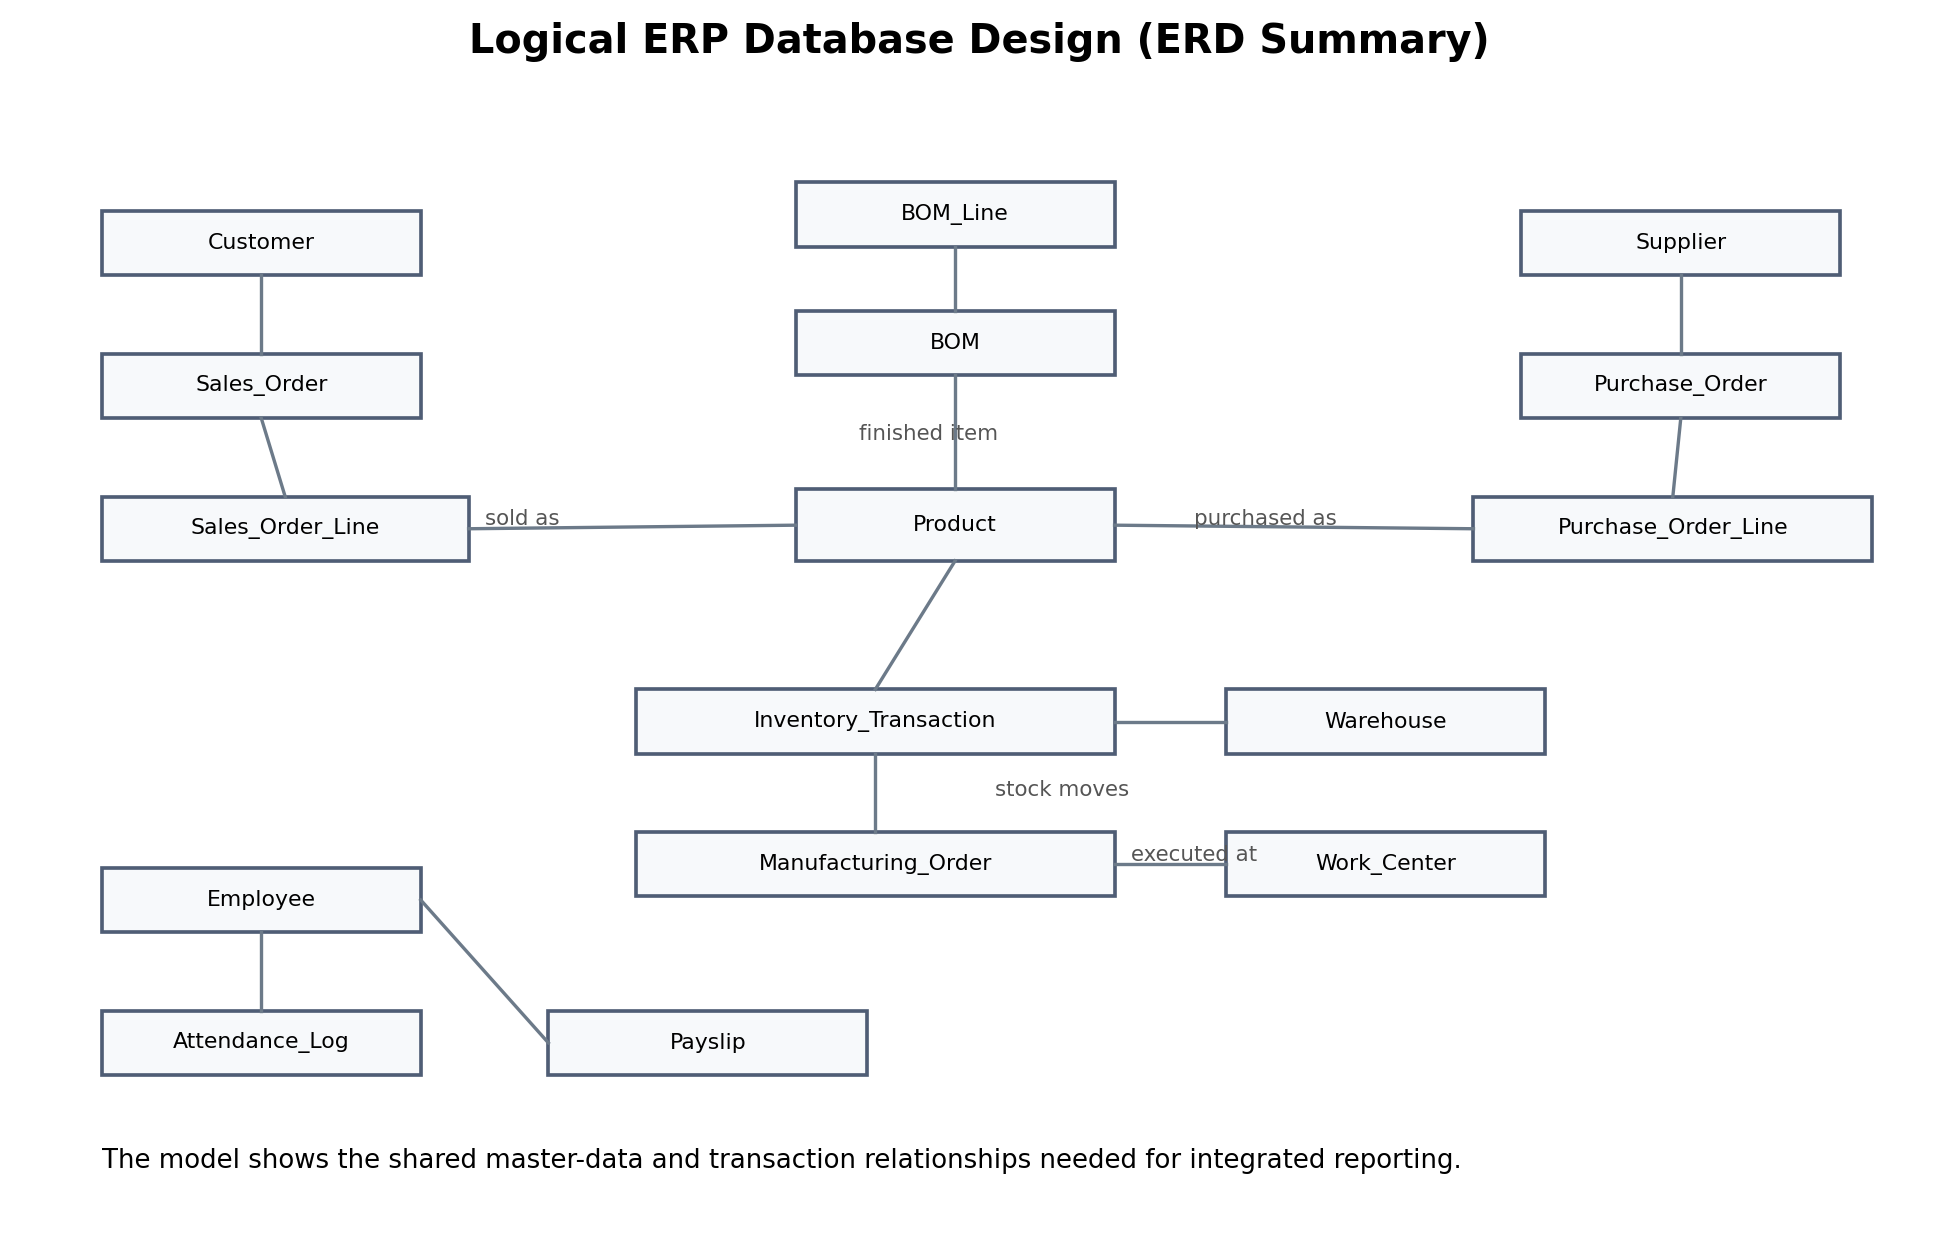 Logical ERP Database Design (ERD Summary)
BOM_Line
Customer
Supplier
BOM
Sales_Order
Purchase_Order
finished item
sold as
purchased as
Sales_Order_Line
Product
Purchase_Order_Line
Inventory_Transaction
Warehouse
stock moves
executed at
Manufacturing_Order
Work_Center
Employee
Attendance_Log
Payslip
The model shows the shared master-data and transaction relationships needed for integrated reporting.